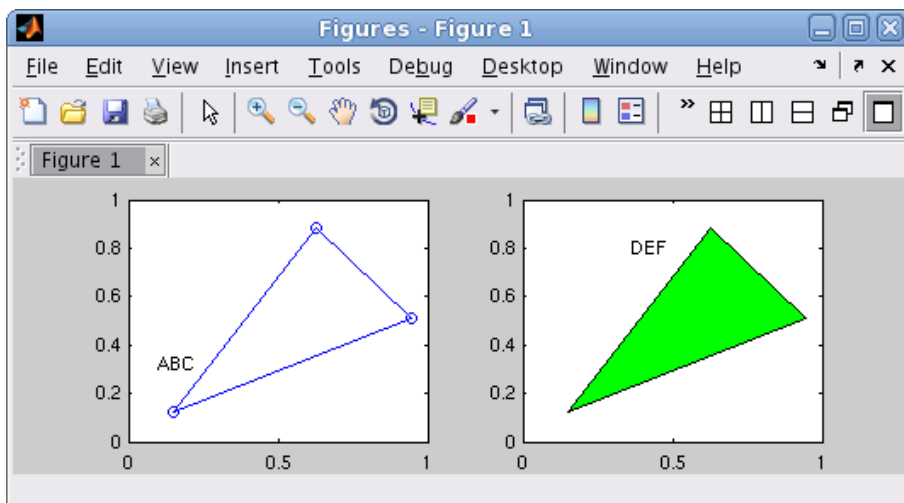 Figures - Figure 1
File Edit View Insert Tools Debug Desktop Window Help
Figure 1
1
0.8
0.6
0.4
0.2
0
0 0.5 1
ABC
1
0.8
0.6
0.4
0.2
0
0 0.5 1
DEF